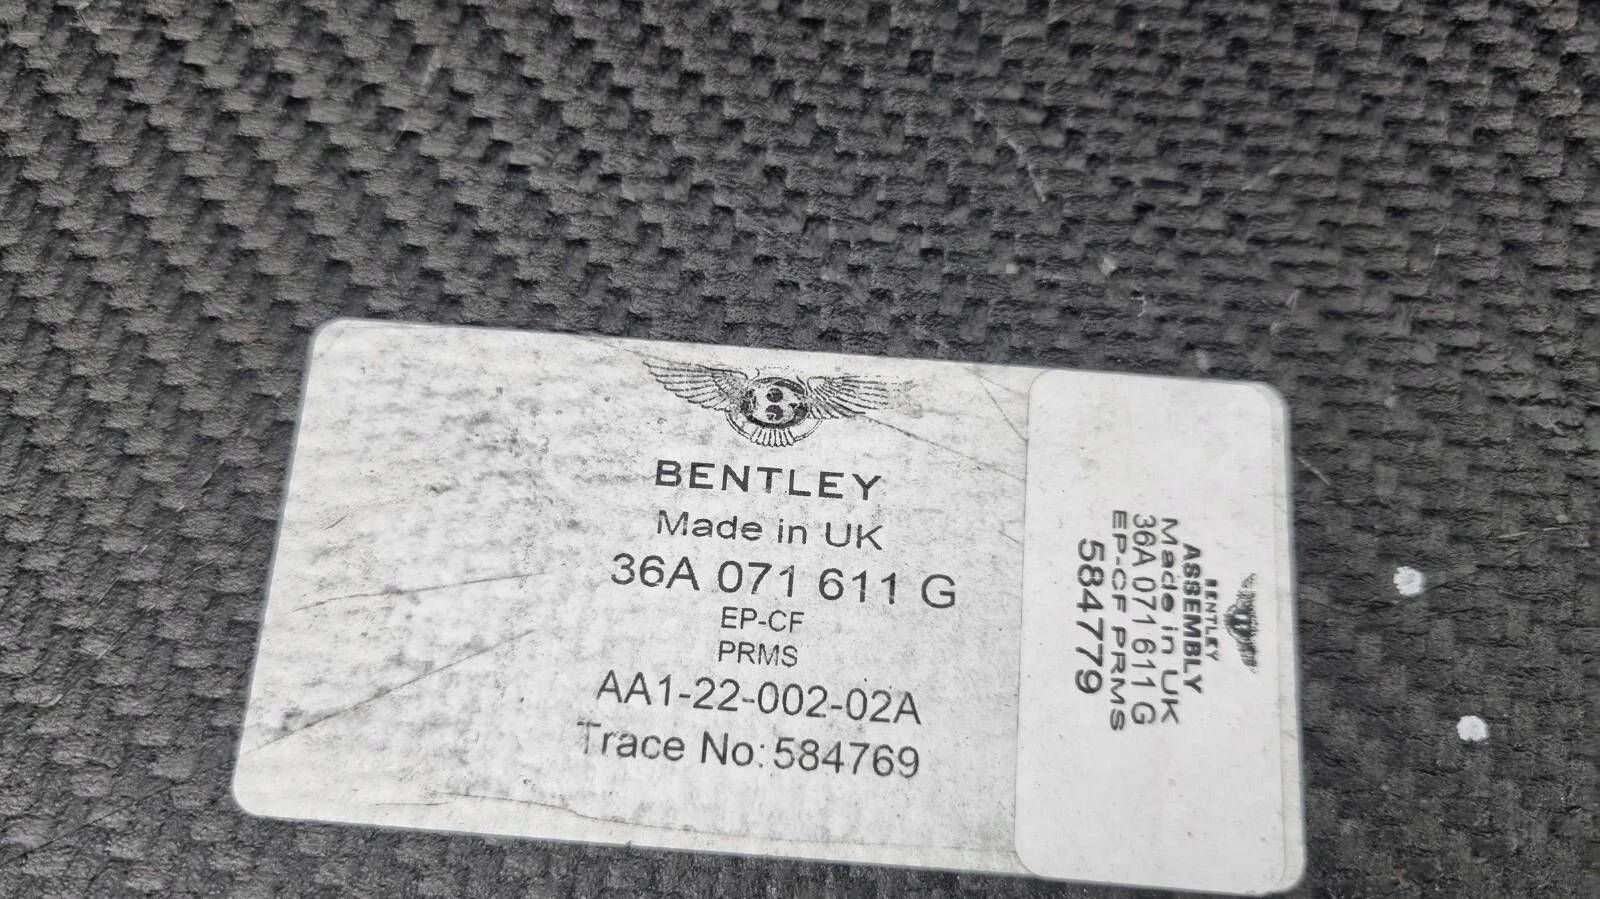 BENTLEY
Made in UK
36A 071 611 G
EP-CF
PRMS
AA1-22-002-02A
Trace No:584769
BENTLEY
ASSEMBLY
Made in UK
36A 071 611 G
EP-CF PRMS
584779